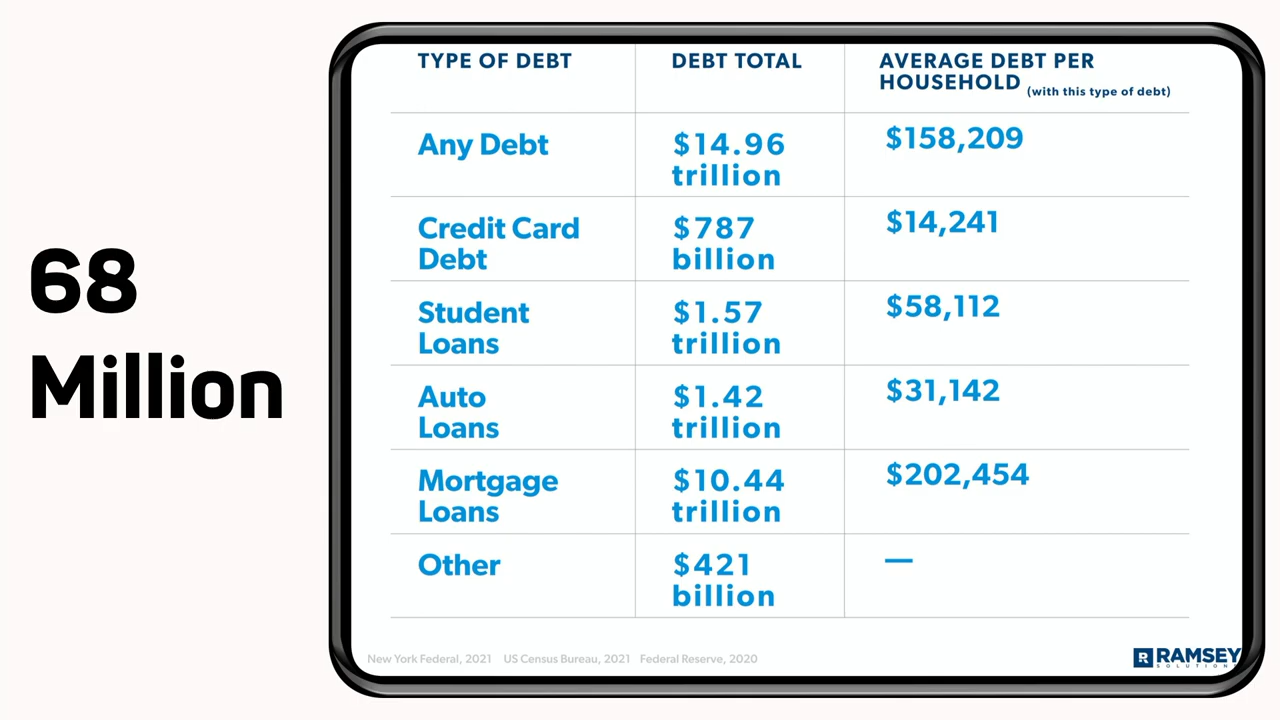 68
Million
TYPE OF DEBT
DEBT TOTAL
AVERAGE DEBT PER
HOUSEHOLD (with this type of debt)
Any Debt
$14.96
trillion
$158,209
Credit Card
Debt
$787
billion
$14,241
Student
Loans
$1.57
trillion
$58,112
Auto
Loans
$1.42
trillion
$31,142
Mortgage
Loans
$10.44
trillion
$202,454
Other
$421
billion
—
New York Federal, 2021 US Census Bureau, 2021 Federal Reserve, 2020
R RAMSEY
SOLUTIONS